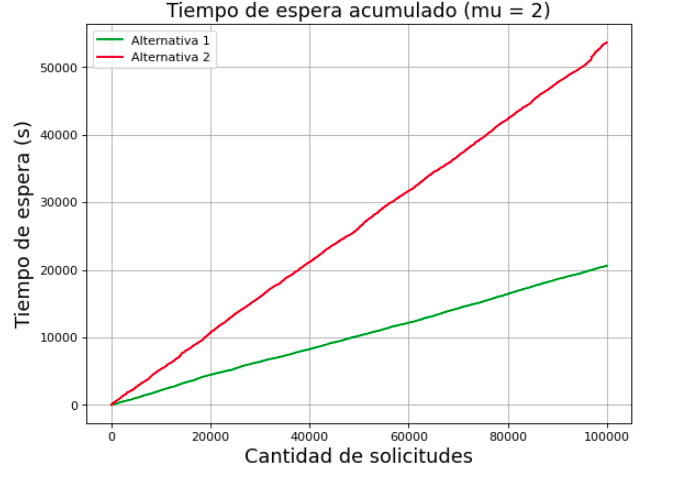 Tiempo de espera acumulado (mu = 2)
Alternativa 1
Alternativa 2
Tiempo de espera (s)
50000
40000
30000
20000
10000
0
0 20000 40000 60000 80000 100000
Cantidad de solicitudes